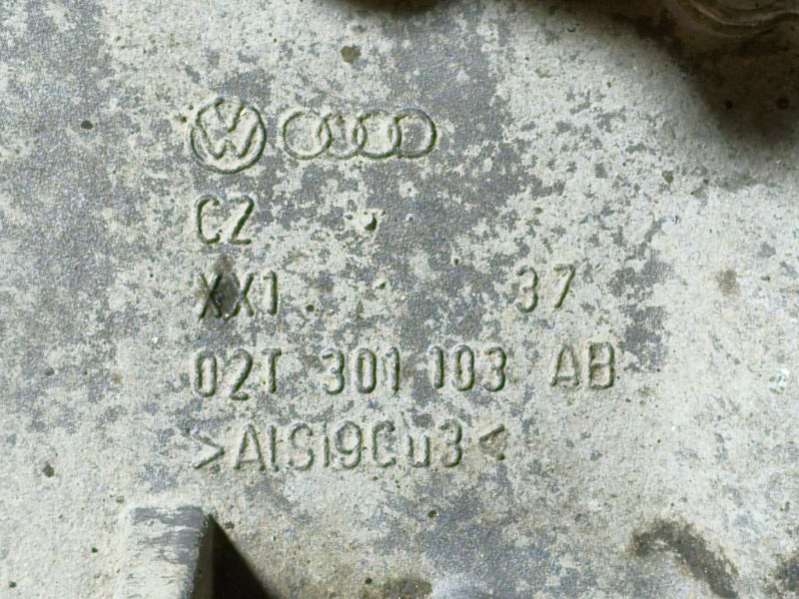 CZ
XX1 37
02T 301 103 AB
>AlSi9Cu3<